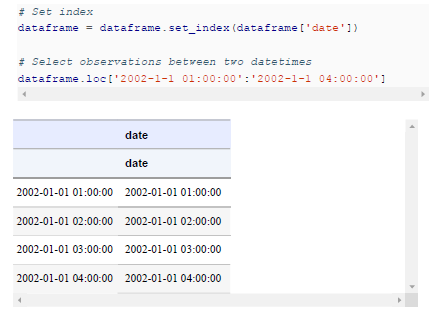 # Set index
dataframe = dataframe.set_index(dataframe['date'])
# Select observations between two datetimes
dataframe.loc['2002-1-1 01:00:00':'2002-1-1 04:00:00']
date
date
2002-01-01 01:00:00 2002-01-01 01:00:00
2002-01-01 02:00:00 2002-01-01 02:00:00
2002-01-01 03:00:00 2002-01-01 03:00:00
2002-01-01 04:00:00 2002-01-01 04:00:00